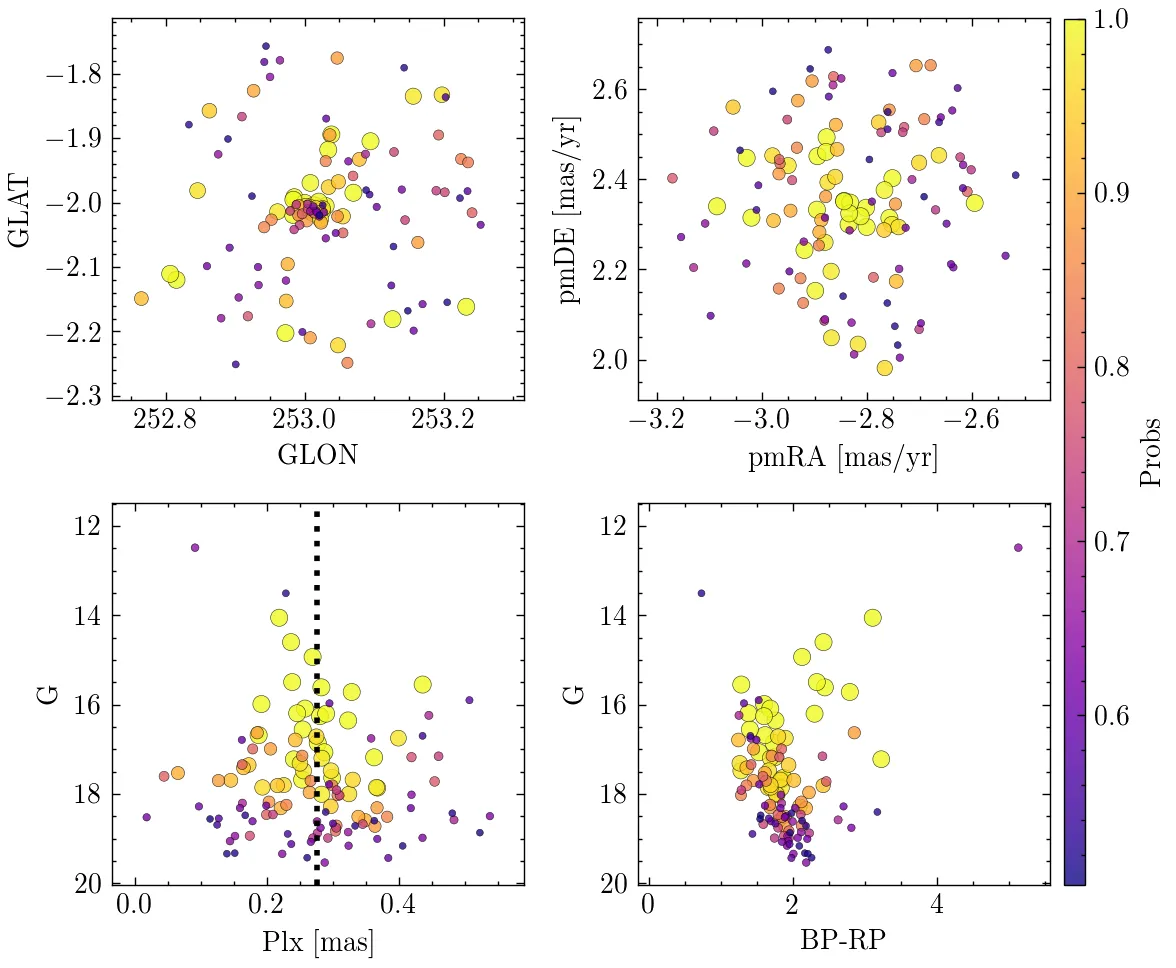 −1.8
−1.9
−2.0
−2.1
−2.2
−2.3
252.8 253.0 253.2
GLON
GLAT
2.6
2.4
2.2
2.0
−3.2 −3.0 −2.8 −2.6
pmRA [mas/yr]
pmDE [mas/yr]
12
14
16
18
20
0.0 0.2 0.4
Plx [mas]
G
12
14
16
18
20
0 2 4
BP-RP
G
1.0
0.9
0.8
0.7
0.6
Probs